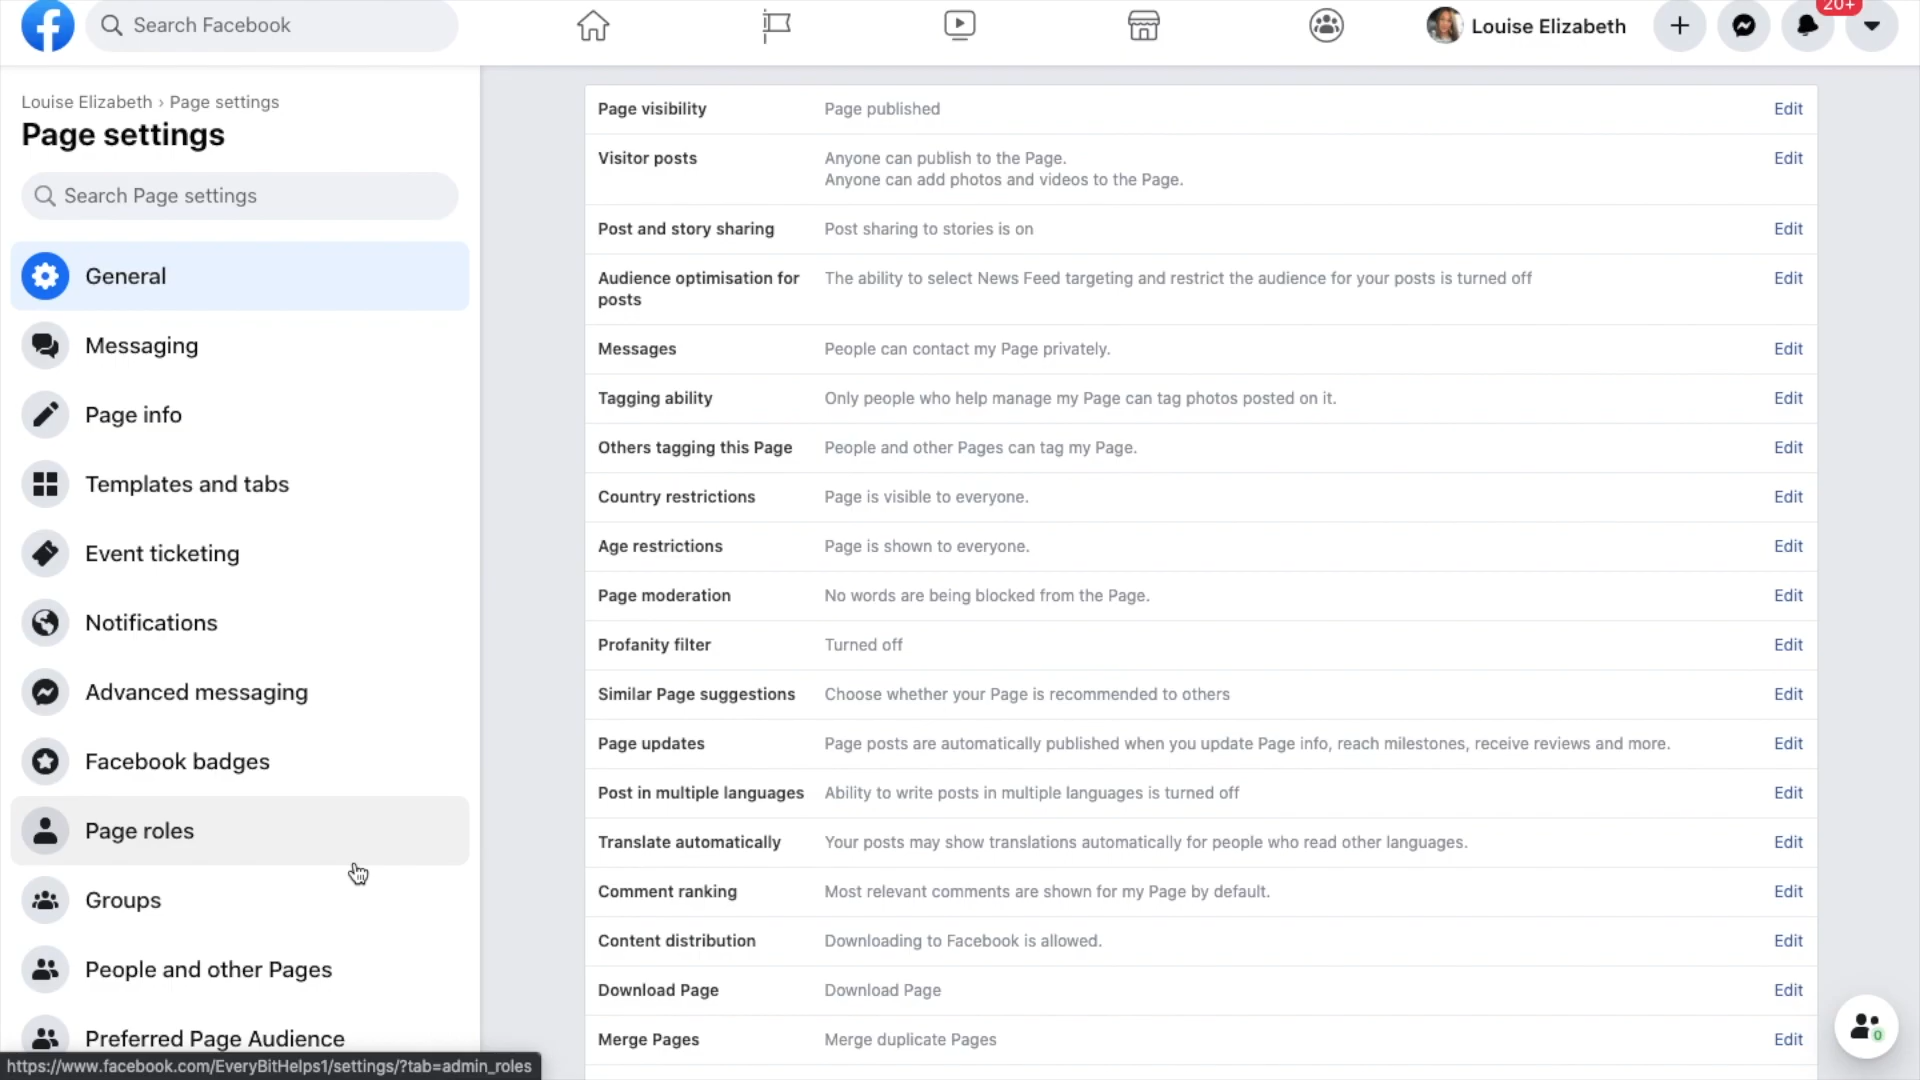 Search Facebook
Louise Elizabeth
20+
Louise Elizabeth › Page settings
Page settings
Search Page settings
General
Messaging
Page info
Templates and tabs
Event ticketing
Notifications
Advanced messaging
Facebook badges
Page roles
Groups
People and other Pages
Preferred Page Audience
https://www.facebook.com/EveryBitHelps1/settings/?tab=admin_roles
Page visibility Page published Edit
Visitor posts Anyone can publish to the Page. Edit
Anyone can add photos and videos to the Page.
Post and story sharing Post sharing to stories is on Edit
Audience optimisation for The ability to select News Feed targeting and restrict the audience for your posts is turned off Edit
posts
Messages People can contact my Page privately. Edit
Tagging ability Only people who help manage my Page can tag photos posted on it. Edit
Others tagging this Page People and other Pages can tag my Page. Edit
Country restrictions Page is visible to everyone. Edit
Age restrictions Page is shown to everyone. Edit
Page moderation No words are being blocked from the Page. Edit
Profanity filter Turned off Edit
Similar Page suggestions Choose whether your Page is recommended to others Edit
Page updates Page posts are automatically published when you update Page info, reach milestones, receive reviews and more. Edit
Post in multiple languages Ability to write posts in multiple languages is turned off Edit
Translate automatically Your posts may show translations automatically for people who read other languages. Edit
Comment ranking Most relevant comments are shown for my Page by default. Edit
Content distribution Downloading to Facebook is allowed. Edit
Download Page Download Page Edit
Merge Pages Merge duplicate Pages Edit
0